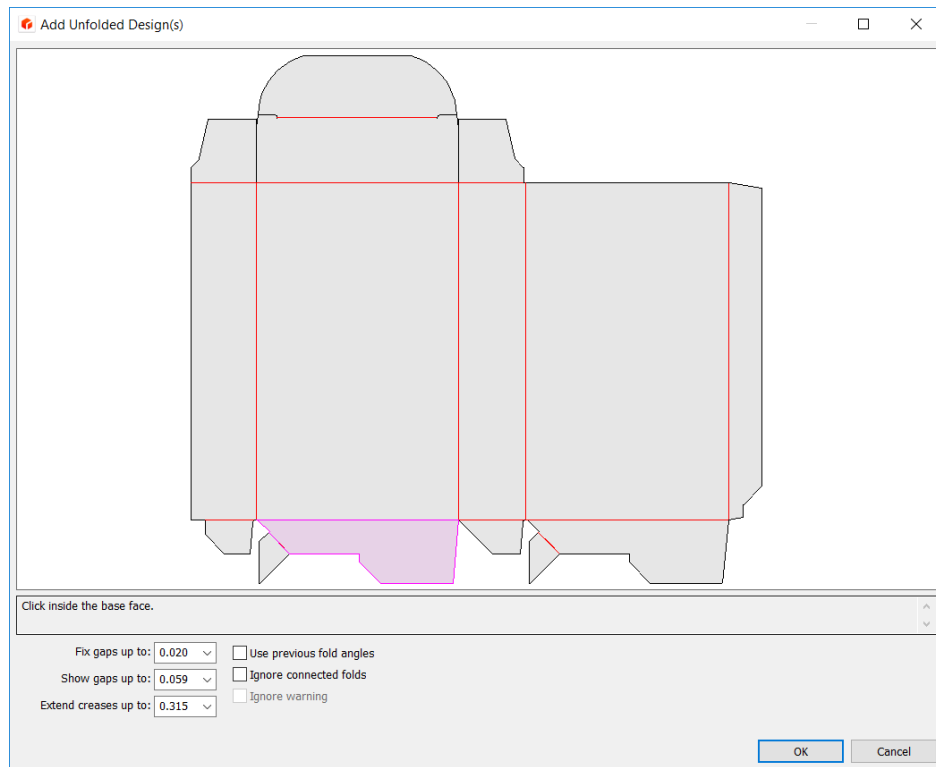 Add Unfolded Design(s)
Click inside the base face.
Fix gaps up to: 0.020
Use previous fold angles
Show gaps up to: 0.059
Ignore connected folds
Extend creases up to: 0.315
Ignore warning
OK
Cancel